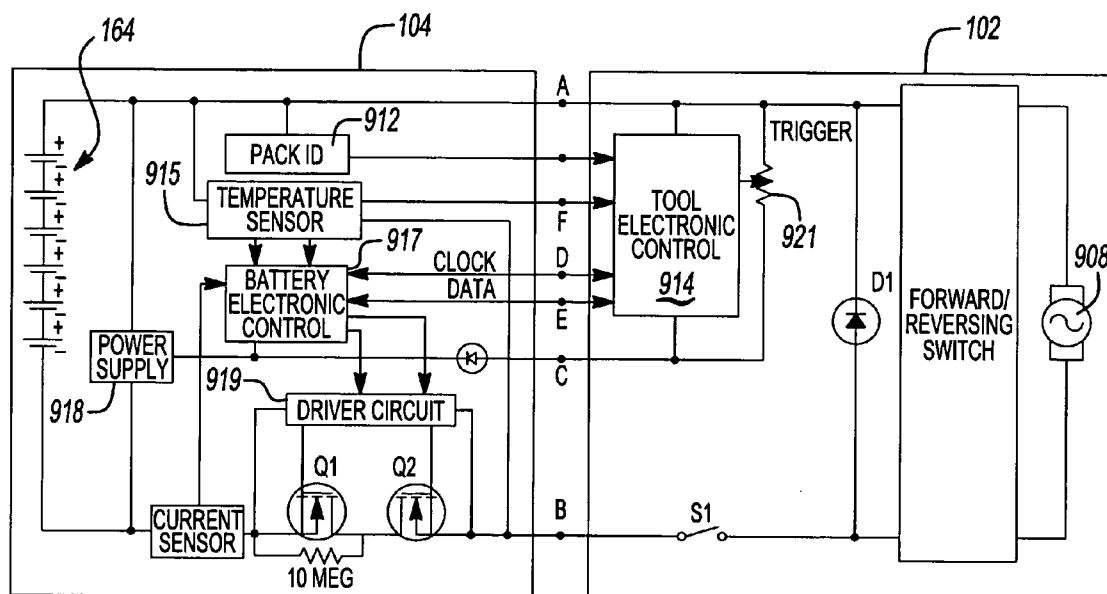 164
104
102
A
912
PACK ID
TRIGGER
915
TEMPERATURE
SENSOR
F
TOOL
ELECTRONIC
CONTROL
914
921
917
CLOCK
D
BATTERY
ELECTRONIC
CONTROL
DATA
E
D1
FORWARD/
REVERSING
SWITCH
908
POWER
SUPPLY
918
C
919
DRIVER CIRCUIT
Q1
Q2
B
S1
CURRENT
SENSOR
10 MEG
+
-
+
-
+
-
+
-
+
-
+
-